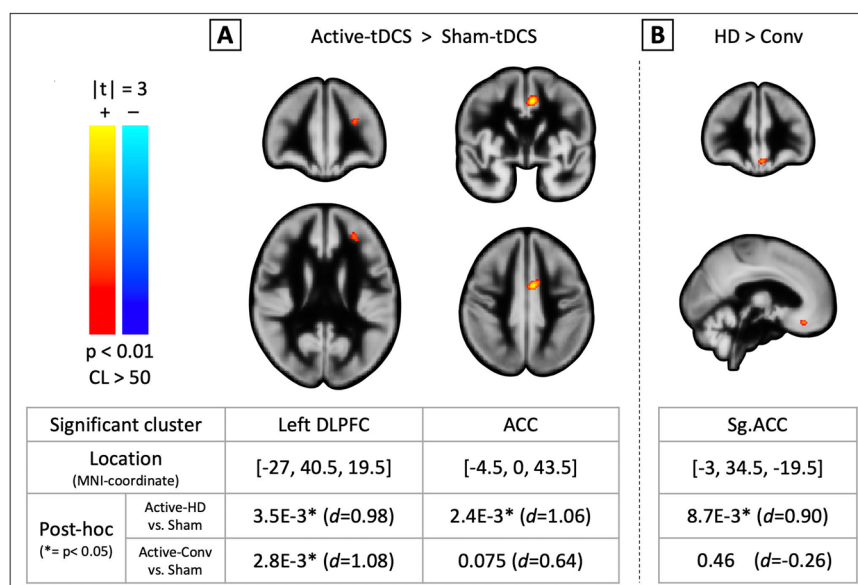 A Active-tDCS > Sham-tDCS
B HD > Conv
|t| = 3
+ −
p < 0.01
CL > 50
Significant cluster Left DLPFC ACC Sg.ACC
Location [-27, 40.5, 19.5] [-4.5, 0, 43.5] [-3, 34.5, -19.5]
(MNI-coordinate)
Post-hoc
(*= p< 0.05)
Active-HD
vs. Sham
3.5E-3* (d=0.98) 2.4E-3* (d=1.06) 8.7E-3* (d=0.90)
Active-Conv
vs. Sham
2.8E-3* (d=1.08) 0.075 (d=0.64) 0.46 (d=-0.26)